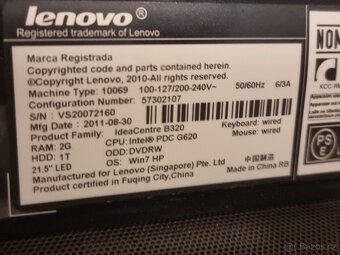 lenovo
Registered trademark of Lenovo
Marca Registrada
Copyrighted code and parts contained herein.
©Copyright Lenovo, 2010-All rights reserved.
Machine Type: 10069 100-127/200-240V~ 50/60Hz 6/3A
Configuration Number: 57302107
S/N : VS20072160
Mfg Date : 2011-08-30
Product Family: IdeaCentre B320 Keyboard: wired
RAM: 2G CPU: Intel® PDC G620 Mouse: wired
HDD: 1T ODD: DVDRW
21.5" LED OS: Win7 HP
Manufactured for Lenovo (Singapore) Pte. Ltd. 中国制造
Product certified in Fuqing City,China Made in China RB
NOM
KCC-RM
PS
E